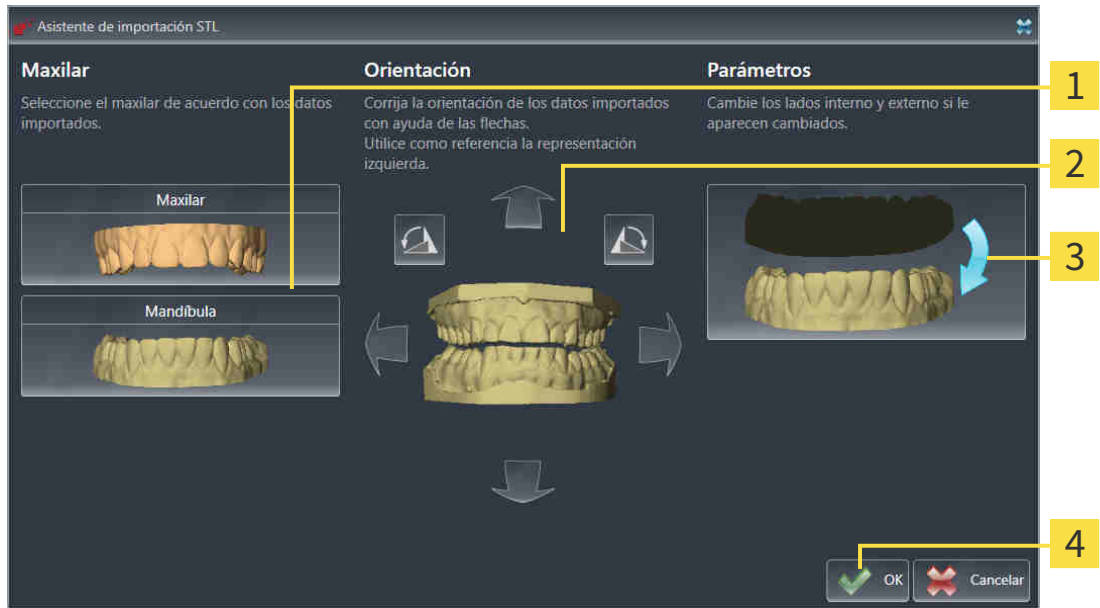 Asistente de importación STL
Maxilar
Seleccione el maxilar de acuerdo con los datos
importados.
Maxilar
Mandíbula
Orientación
Corrija la orientación de los datos importados
con ayuda de las flechas.
Utilice como referencia la representación
izquierda.
Parámetros
Cambie los lados interno y externo si le
aparecen cambiados.
OK
Cancelar
1
2
3
4